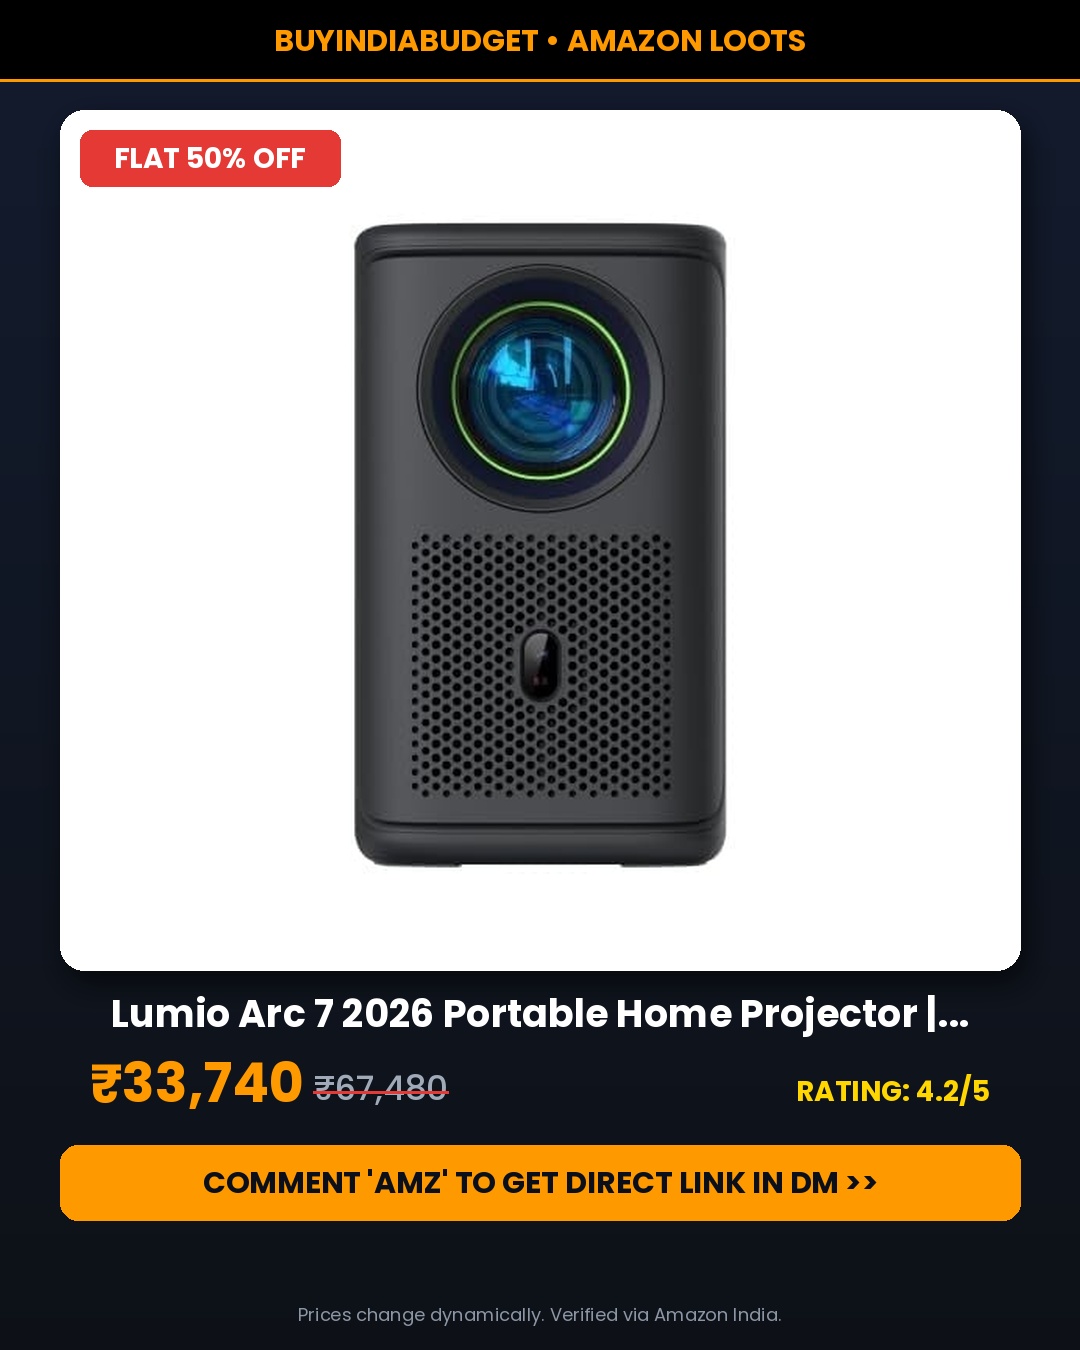 BUYINDIABUDGET • AMAZON LOOTS
FLAT 50% OFF
Lumio Arc 7 2026 Portable Home Projector |...
₹33,740 ₹67,480 RATING: 4.2/5
COMMENT 'AMZ' TO GET DIRECT LINK IN DM >>
Prices change dynamically. Verified via Amazon India.